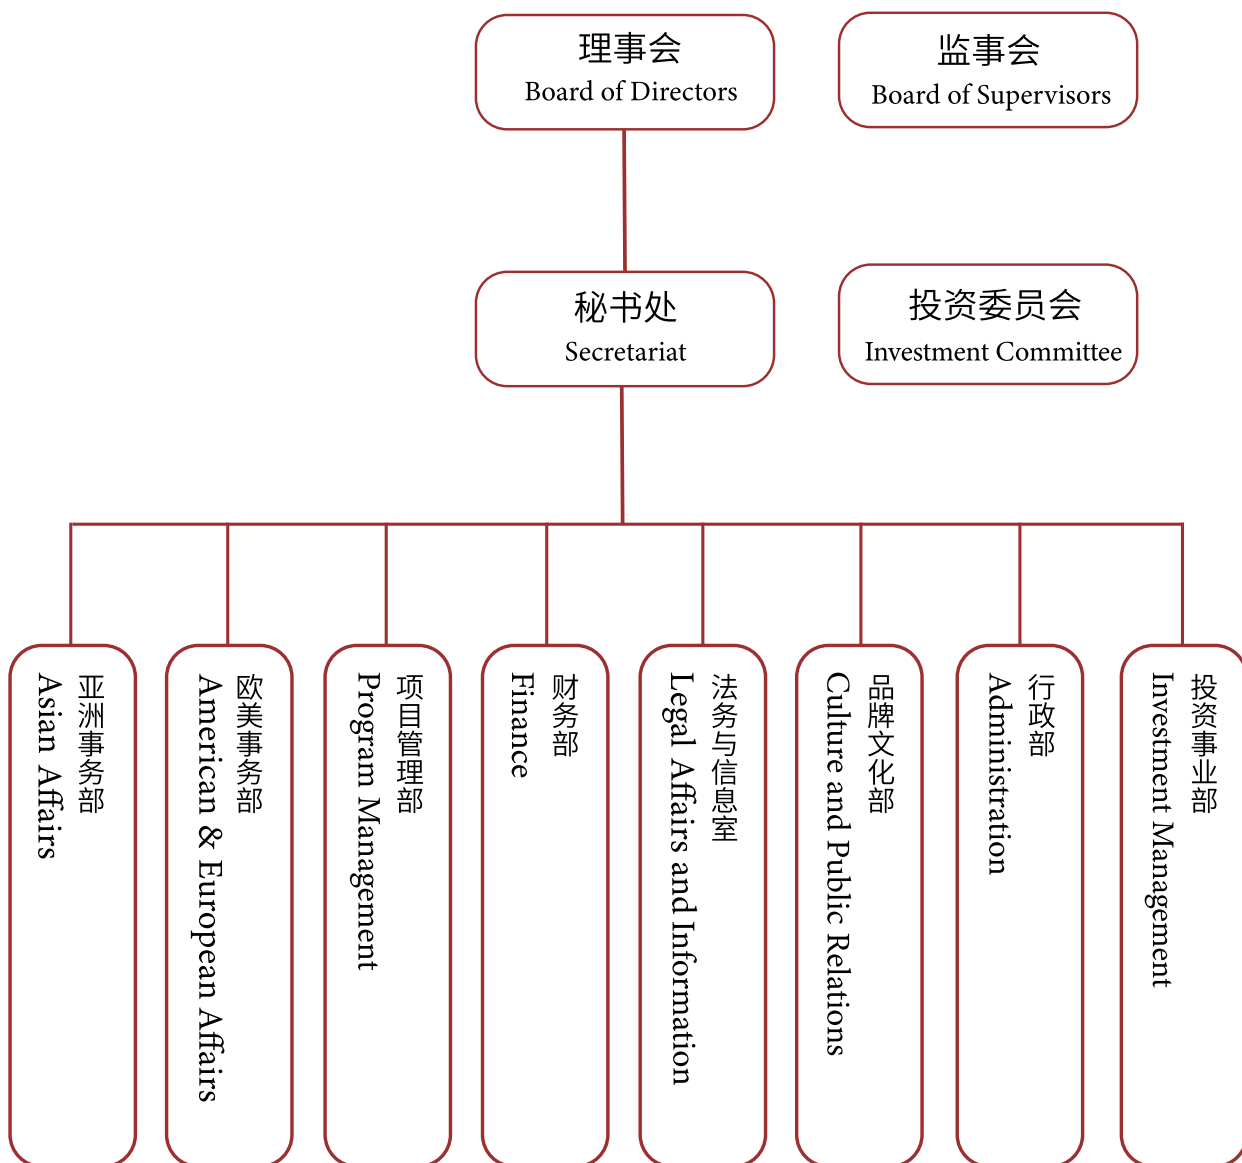 理事会
Board of Directors
监事会
Board of Supervisors
秘书处
Secretariat
投资委员会
Investment Committee
亚洲事务部
Asian Affairs
欧美事务部
American & European Affairs
项目管理部
Program Management
财务部
Finance
法务与信息室
Legal Affairs and Information
品牌文化部
Culture and Public Relations
行政部
Administration
投资事业部
Investment Management